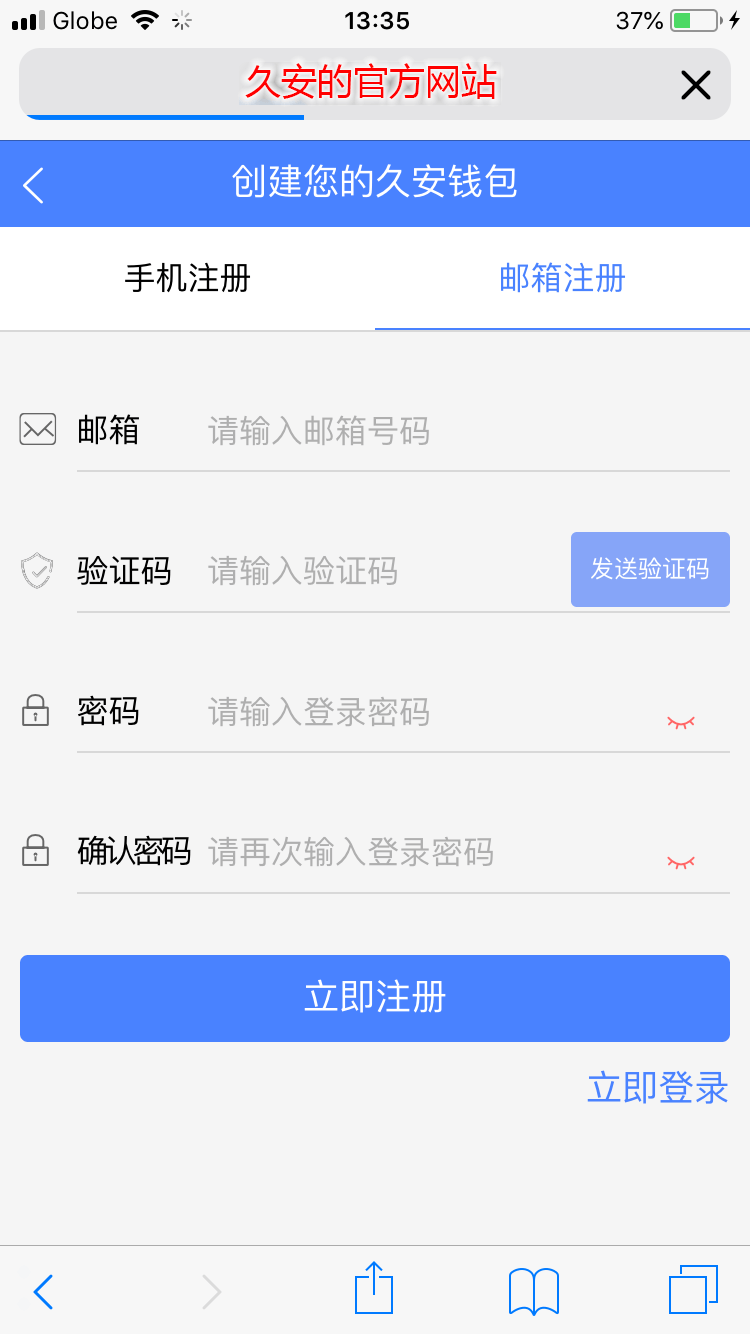 Globe 13:35 37%
久安的官方网站
创建您的久安钱包
手机注册 邮箱注册
邮箱 请输入邮箱号码
验证码 请输入验证码 发送验证码
密码 请输入登录密码
确认密码 请再次输入登录密码
立即注册
立即登录